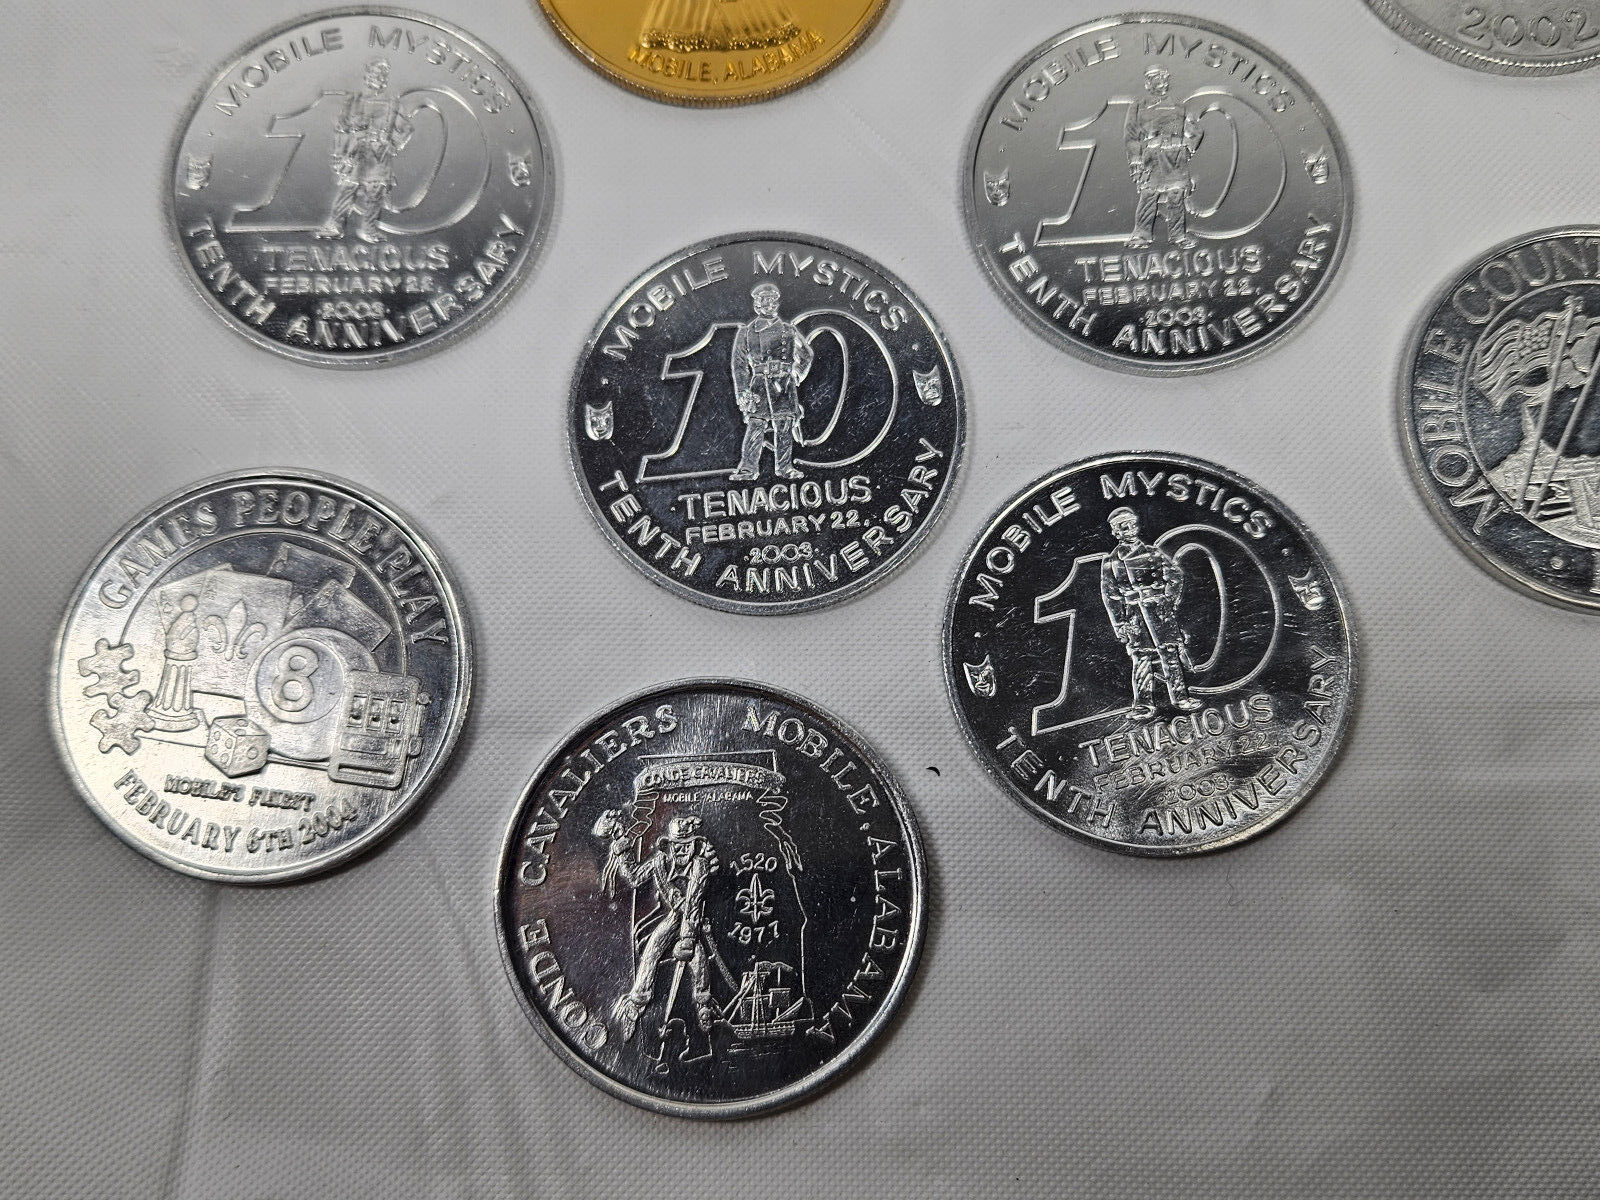 MOBILE, ALABAMA
2002
MOBILE MYSTICS
10
TENACIOUS
FEBRUARY 22,
2003
TENTH ANNIVERSARY
MOBILE MYSTICS
10
TENACIOUS
FEBRUARY 22,
2003
TENTH ANNIVERSARY
MOBILE MYSTICS
10
TENACIOUS
FEBRUARY 22,
2003
TENTH ANNIVERSARY
MOBILE COUN
GAMES PEOPLE PLAY
8
MOBILE'S FINEST
FEBRUARY 6TH 2004
MOBILE MYSTICS
10
TENACIOUS
FEBRUARY 22
2003
TENTH ANNIVERSARY
CONDE CAVALIERS MOBILE, ALABAMA
CONDE CAVALIERS
MOBILE ALABAMA
1520
1977